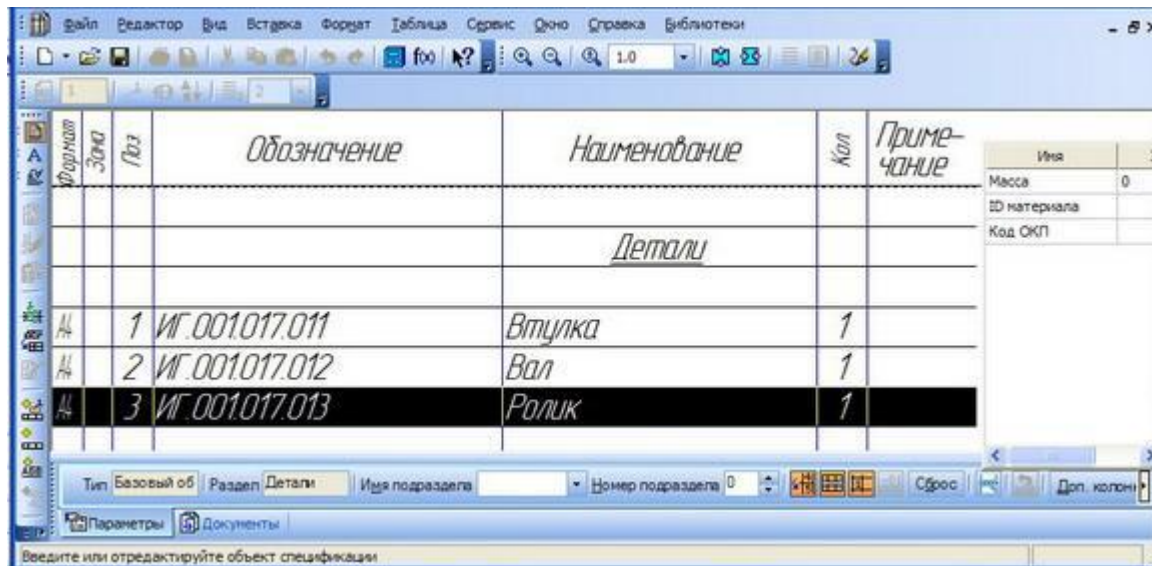 Файл Редактор Вид Вставка Формат Таблица Сервис Окно Справка Библиотеки
f(x) 1.0
1 2
Формат Зона Поз Обозначение Наименование Кол Приме-
чание
Имя
Масса 0
ID материала
Код ОКП
Детали
А4 1 ИГ.001.017.011 Втулка 1
А4 2 ИГ.001.017.012 Вал 1
А4 3 ИГ.001.017.013 Ролик 1
Тип Базовый об Раздел Детали Имя подраздела Номер подраздела 0 Сброс Доп. колонк
Параметры Документы
Введите или отредактируйте объект спецификации